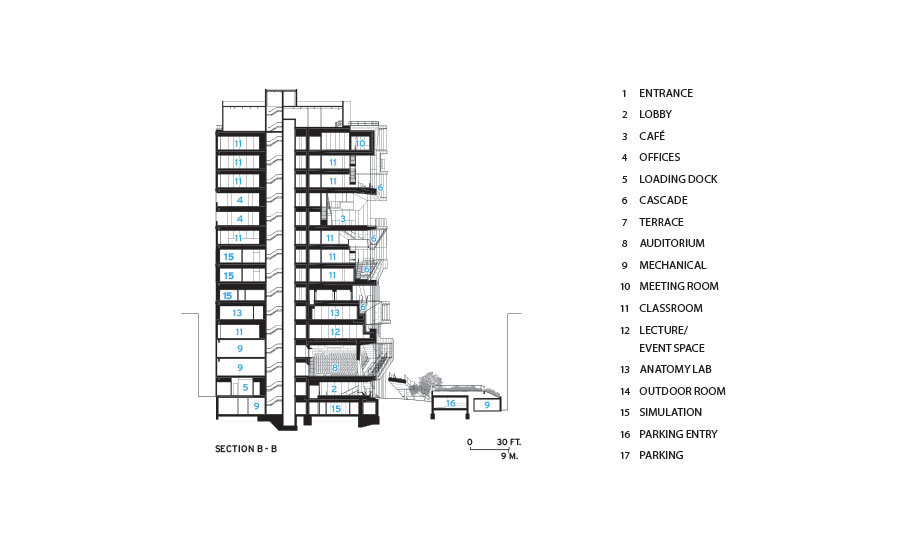 11
10
11
11
11
11
6
4
4
3
11
11
6
15
11
15
11
6
15
6
13
13
11
12
9
9
8
5
2
9
15
16
9
SECTION B - B
0 30 FT.
9 M.
1 ENTRANCE
2 LOBBY
3 CAFÉ
4 OFFICES
5 LOADING DOCK
6 CASCADE
7 TERRACE
8 AUDITORIUM
9 MECHANICAL
10 MEETING ROOM
11 CLASSROOM
12 LECTURE/
EVENT SPACE
13 ANATOMY LAB
14 OUTDOOR ROOM
15 SIMULATION
16 PARKING ENTRY
17 PARKING